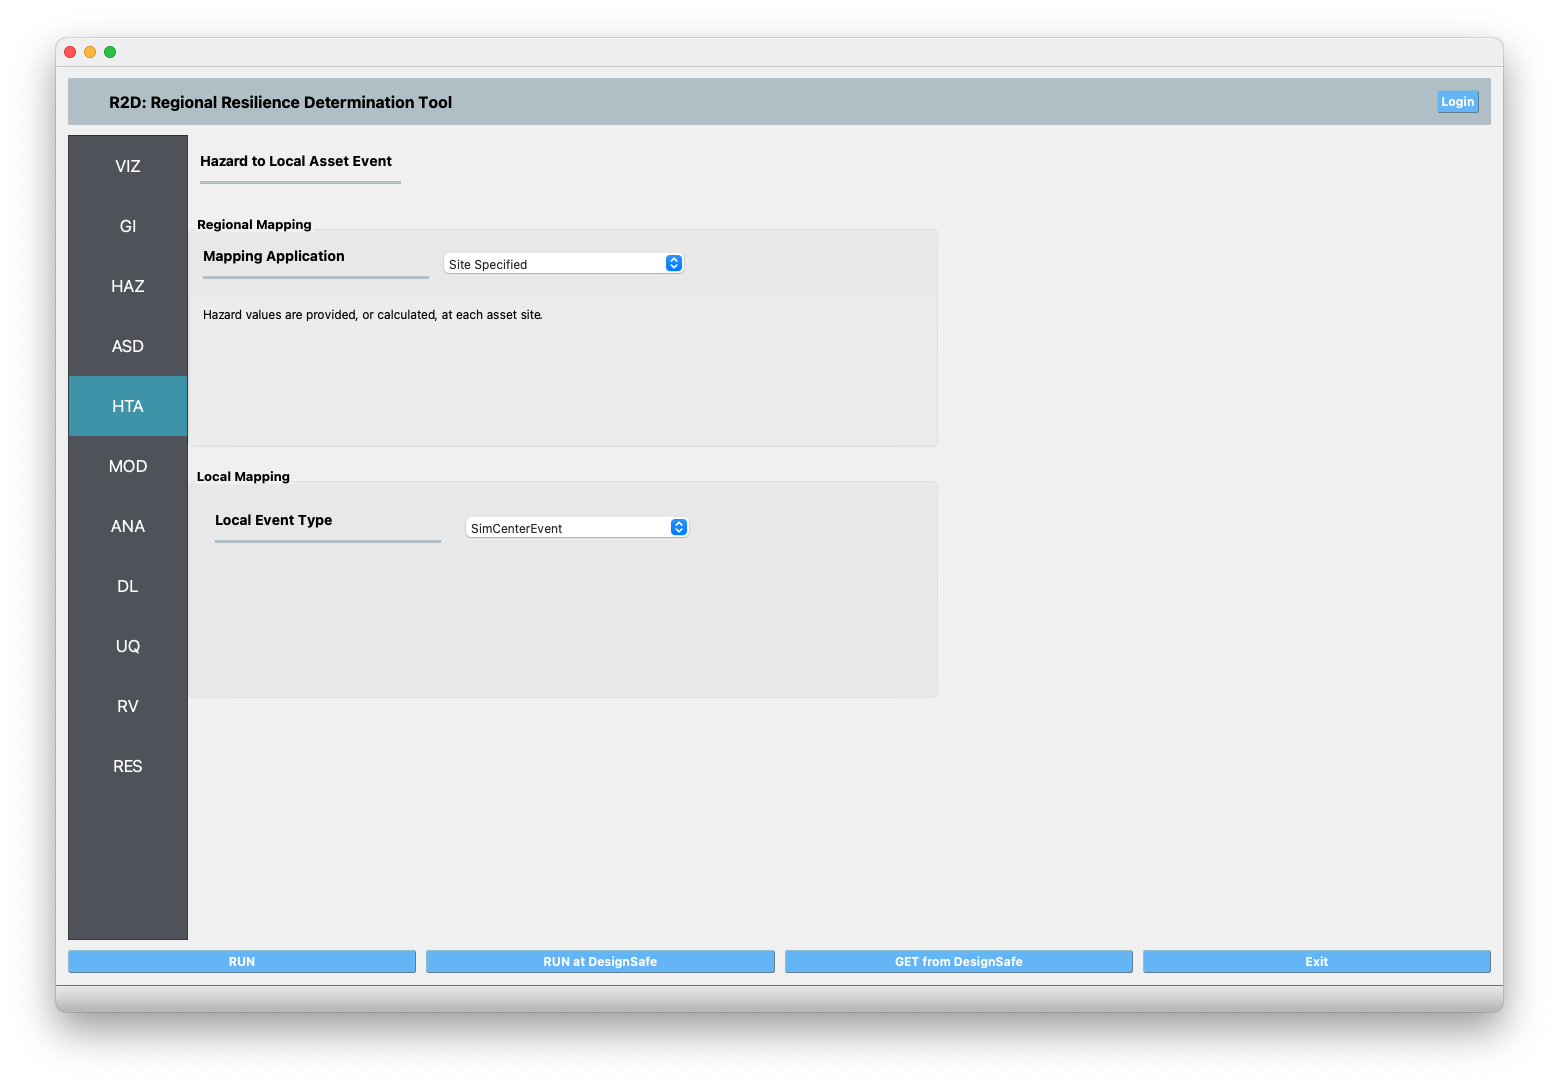 R2D: Regional Resilience Determination Tool
Login
VIZ
GI
HAZ
ASD
HTA
MOD
ANA
DL
UQ
RV
RES
Hazard to Local Asset Event
Regional Mapping
Mapping Application
Site Specified
Hazard values are provided, or calculated, at each asset site.
Local Mapping
Local Event Type
SimCenterEvent
RUN
RUN at DesignSafe
GET from DesignSafe
Exit